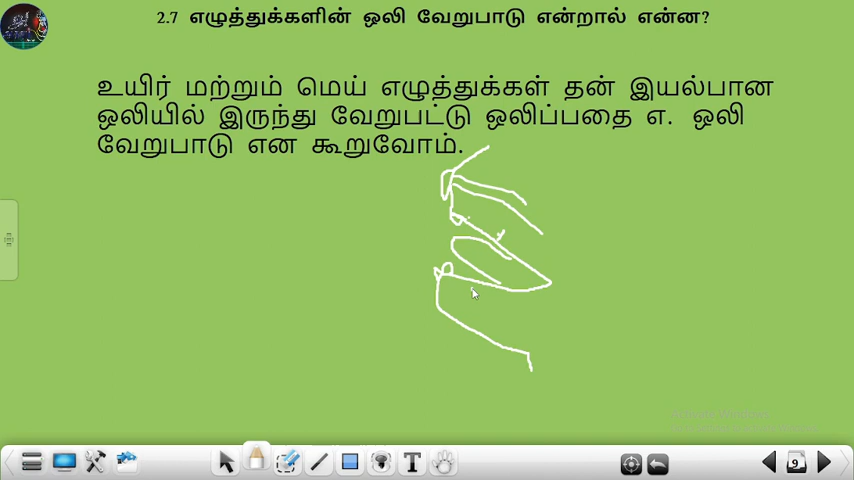 2.7 எழுத்துக்களின் ஒலி வேறுபாடு என்றால் என்ன?
உயிர் மற்றும் மெய் எழுத்துக்கள் தன் இயல்பான
ஒலியில் இருந்து வேறுபட்டு ஒலிப்பதை எ. ஒலி
வேறுபாடு என கூறுவோம்.
9